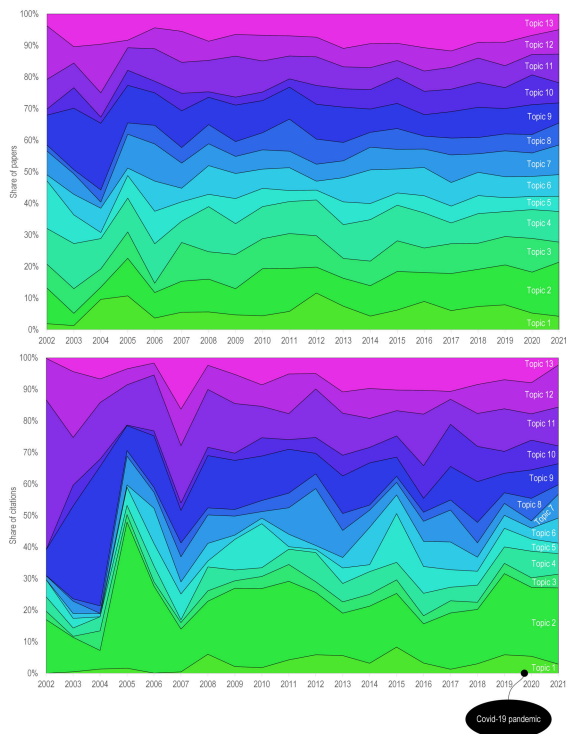 100%
90%
80%
70%
60%
50%
40%
30%
20%
10%
0%
Share of papers
Topic 13
Topic 12
Topic 11
Topic 10
Topic 9
Topic 8
Topic 7
Topic 6
Topic 5
Topic 4
Topic 3
Topic 2
Topic 1
2002 2003 2004 2005 2006 2007 2008 2009 2010 2011 2012 2013 2014 2015 2016 2017 2018 2019 2020 2021
100%
90%
80%
70%
60%
50%
40%
30%
20%
10%
0%
Share of citations
Topic 13
Topic 12
Topic 11
Topic 10
Topic 9
Topic 8
Topic 7
Topic 6
Topic 5
Topic 4
Topic 3
Topic 2
Topic 1
2002 2003 2004 2005 2006 2007 2008 2009 2010 2011 2012 2013 2014 2015 2016 2017 2018 2019 2020 2021
Covid-19 pandemic